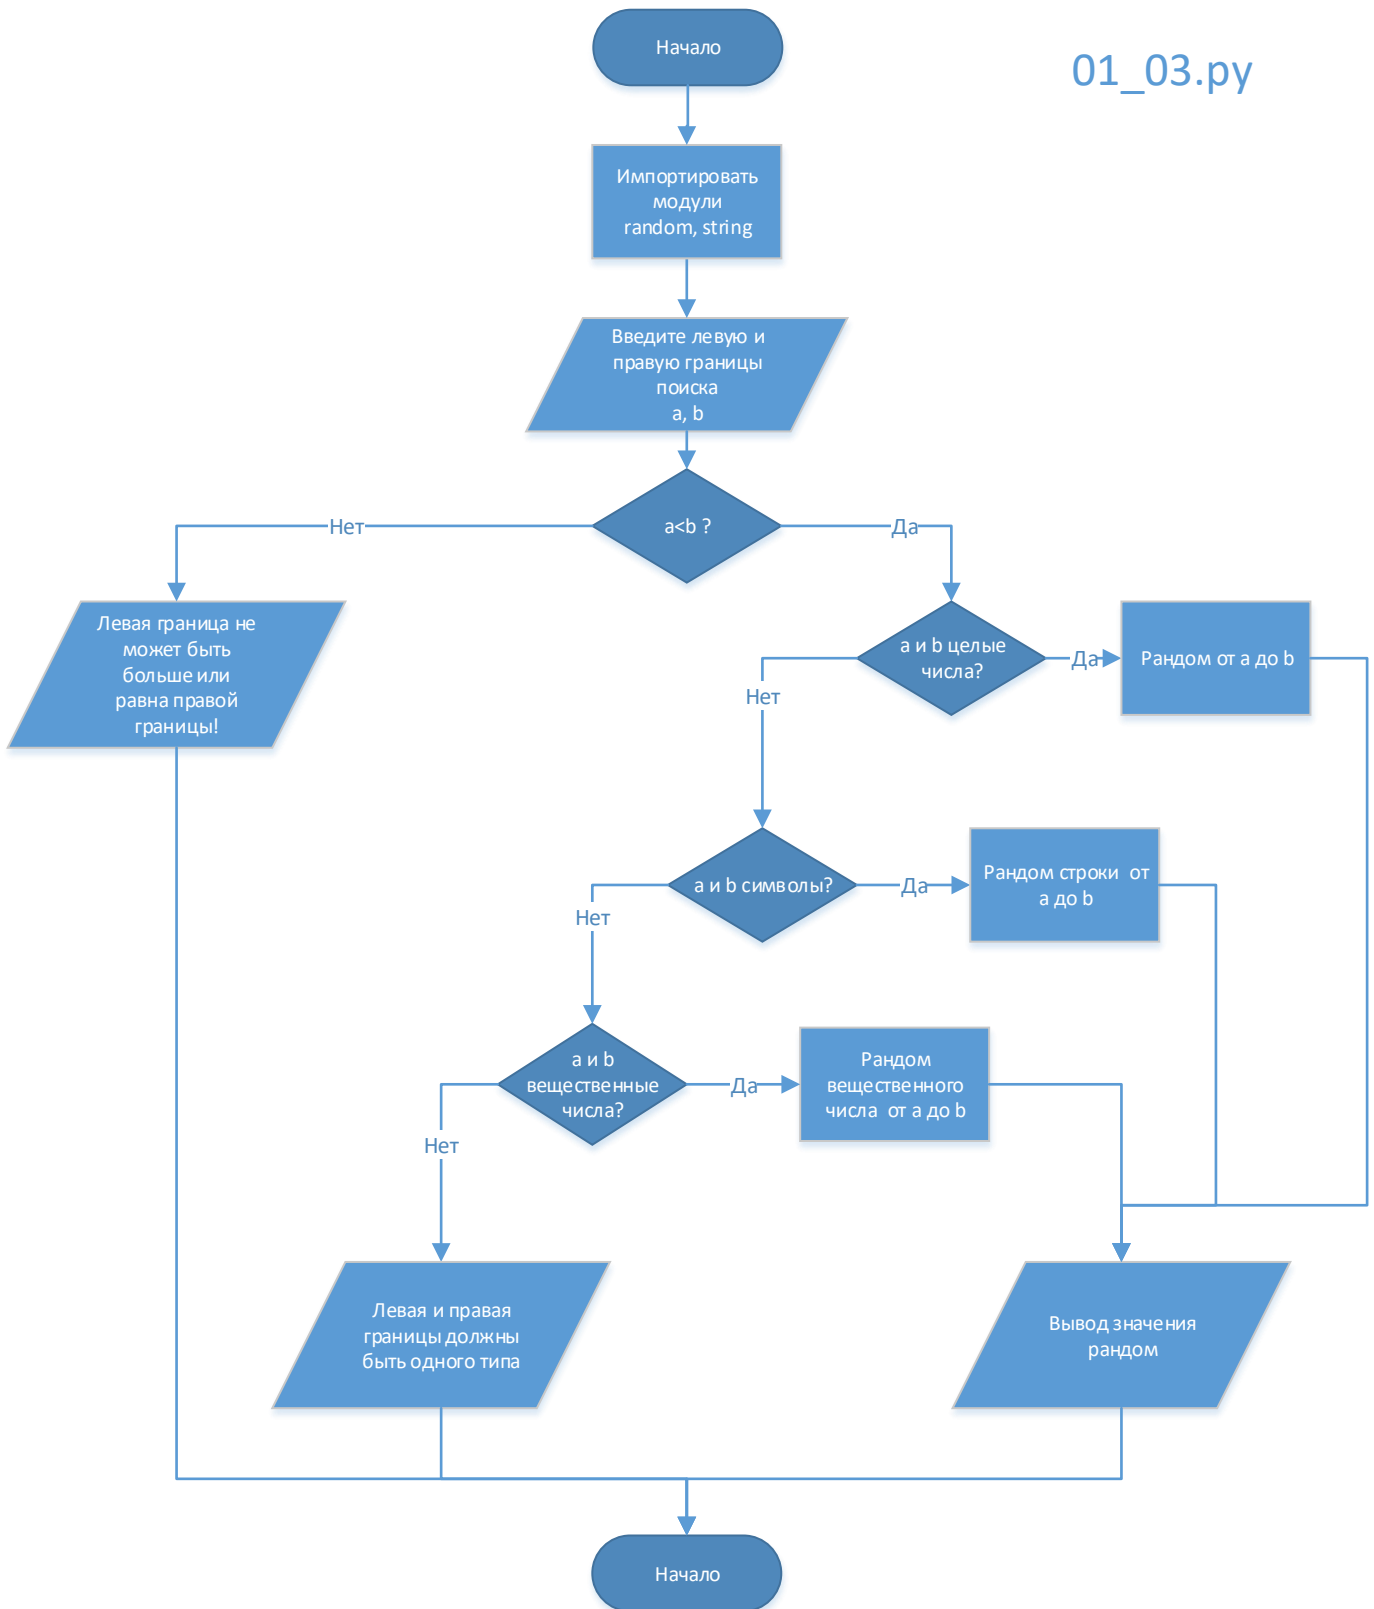 Начало
01_03.py
Импортировать
модули
random, string
Введите левую и
правую границы
поиска
a, b
a<b ?
Нет
Да
Левая граница не
может быть
больше или
равна правой
границы!
a и b целые
числа?
Да
Рандом от a до b
Нет
a и b символы?
Да
Рандом строки от
a до b
Нет
a и b
вещественные
числа?
Да
Рандом
вещественного
числа от a до b
Нет
Левая и правая
границы должны
быть одного типа
Вывод значения
рандом
Начало